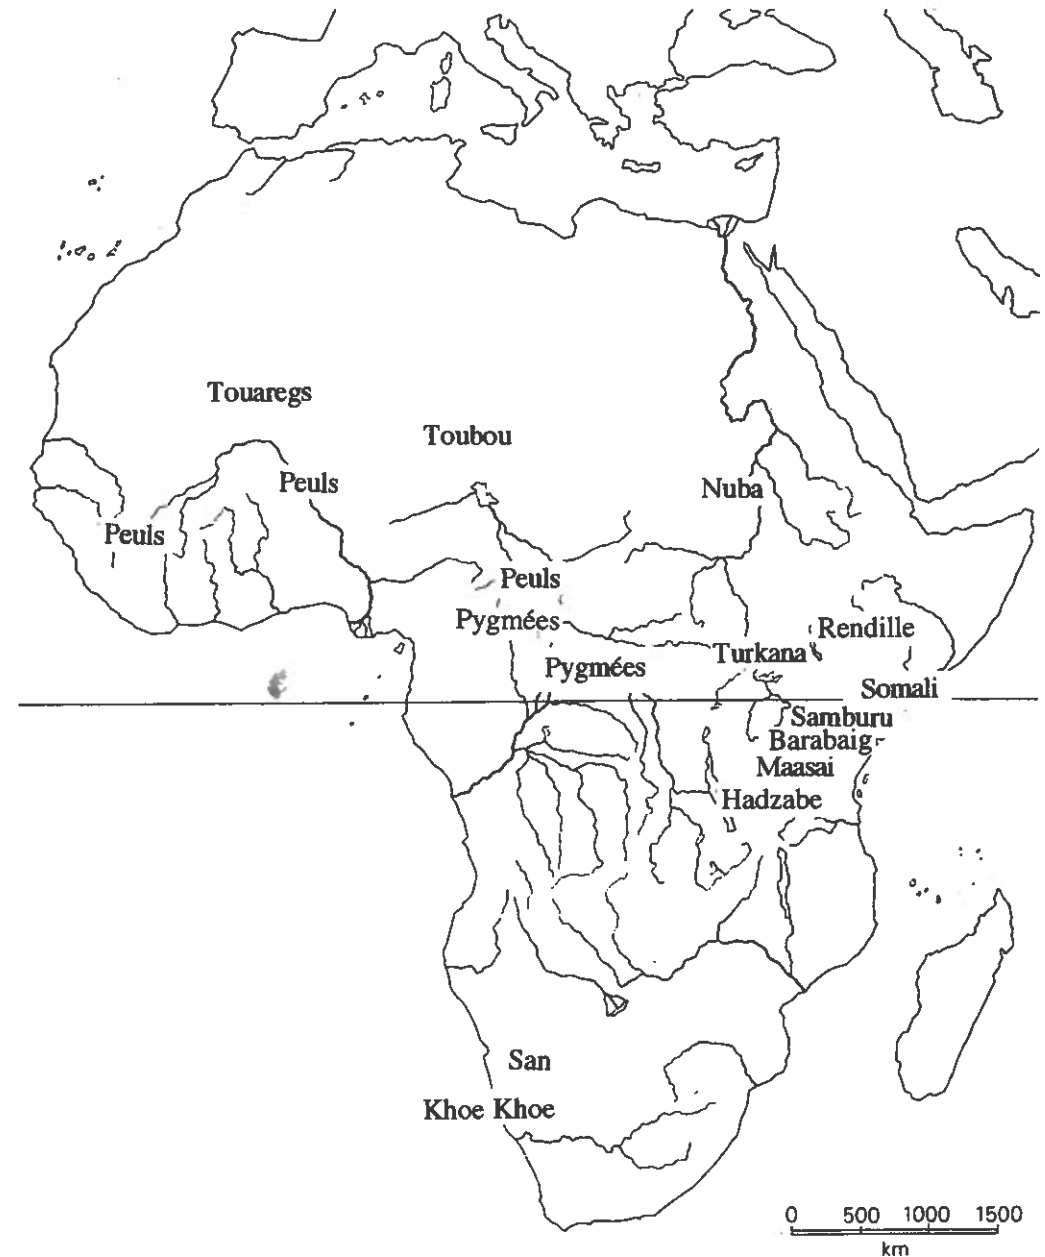 Touaregs
Toubou
Peuls
Nuba
Peuls
Peuls
Pygmées
Rendille
Turkana
Pygmées
Somali
Samburu
Barabaig
Maasai
Hadzabe
San
Khoe Khoe
0 500 1000 1500
km